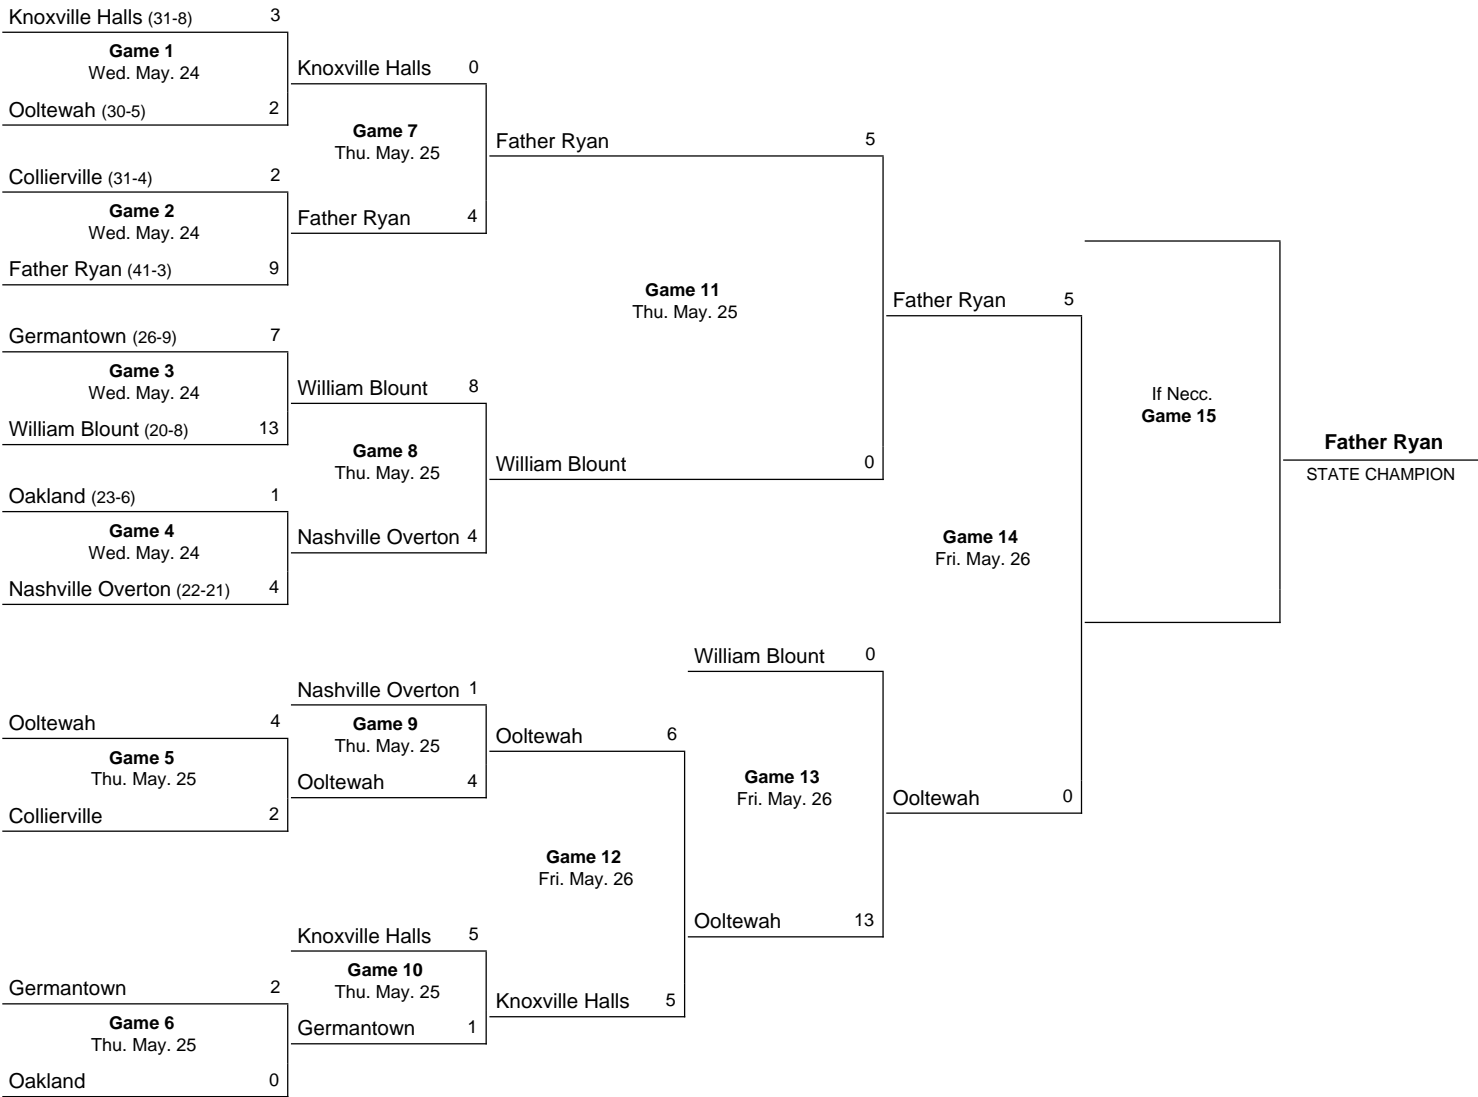 Knoxville Halls (31-8) 3
Game 1
Wed. May. 24
Ooltewah (30-5) 2
Collierville (31-4) 2
Game 2
Wed. May. 24
Father Ryan (41-3) 9
Germantown (26-9) 7
Game 3
Wed. May. 24
William Blount (20-8) 13
Oakland (23-6) 1
Game 4
Wed. May. 24
Nashville Overton (22-21) 4
Ooltewah 4
Game 5
Thu. May. 25
Collierville 2
Germantown 2
Game 6
Thu. May. 25
Oakland 0
Knoxville Halls 0
Game 7
Thu. May. 25
Father Ryan 4
William Blount 8
Game 8
Thu. May. 25
Nashville Overton 4
Nashville Overton 1
Game 9
Thu. May. 25
Ooltewah 4
Knoxville Halls 5
Game 10
Thu. May. 25
Germantown 1
Father Ryan 5
Game 11
Thu. May. 25
William Blount 0
Ooltewah 6
Game 12
Fri. May. 26
Knoxville Halls 5
William Blount 0
Game 13
Fri. May. 26
Ooltewah 13
Father Ryan 5
Game 14
Fri. May. 26
Ooltewah 0
If Necc.
Game 15
Father Ryan
STATE CHAMPION